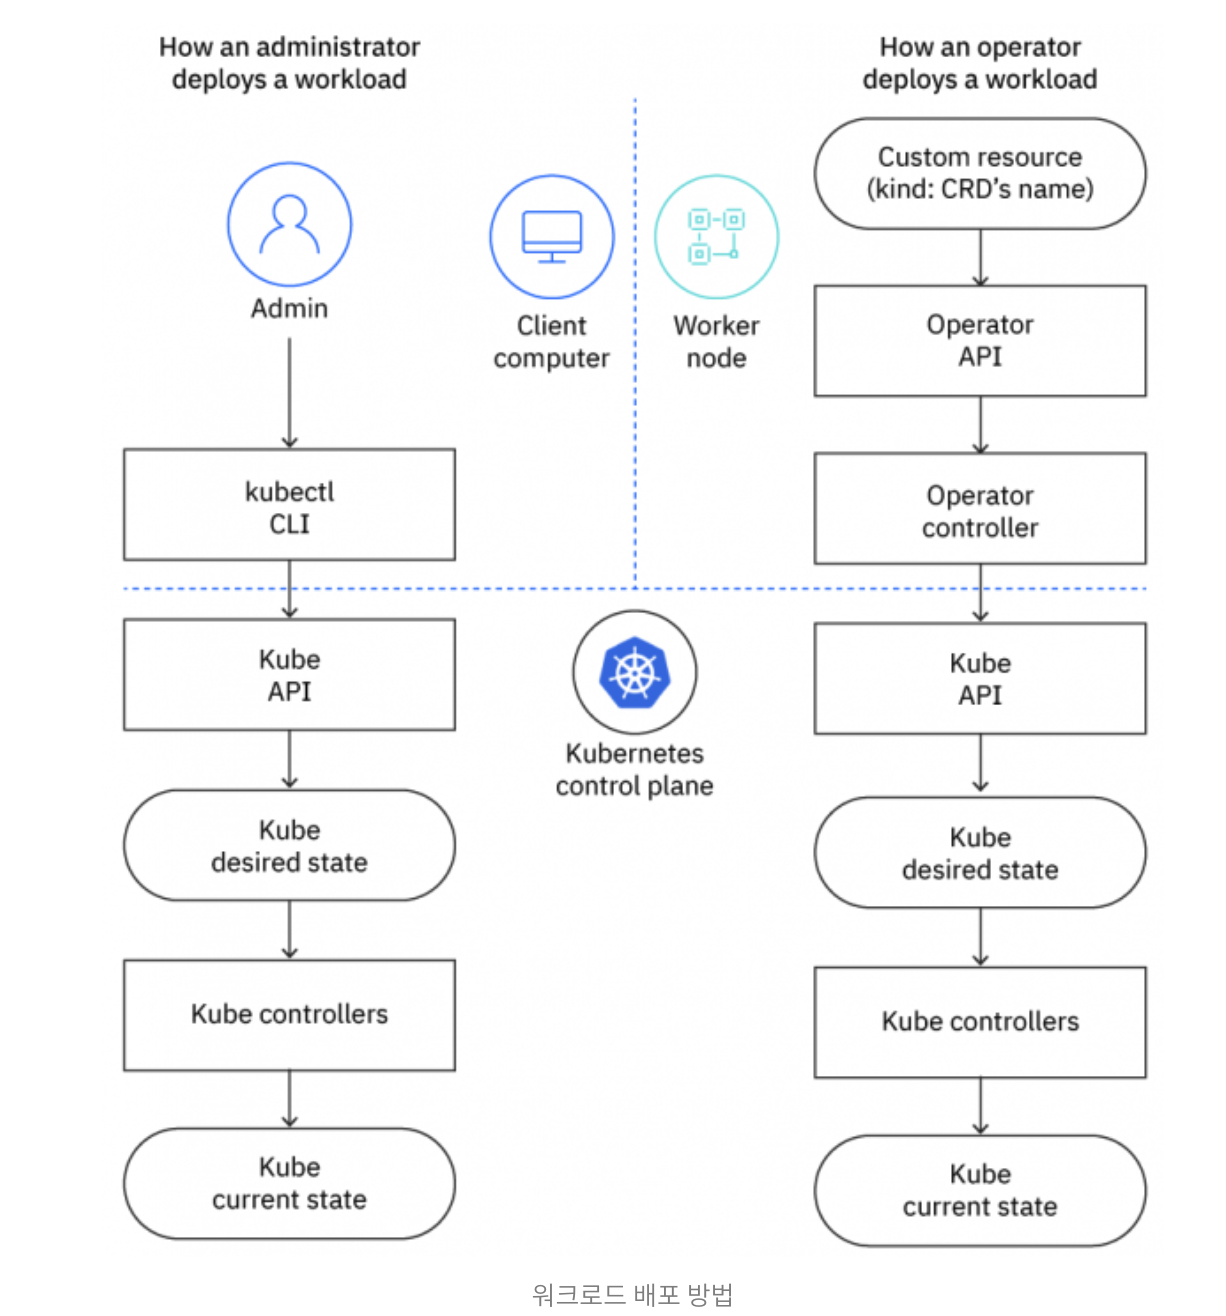 How an administrator
deploys a workload
Admin
kubectl
CLI
Kube
API
Kube
desired state
Kube controllers
Kube
current state
Client
computer
Worker
node
Kubernetes
control plane
How an operator
deploys a workload
Custom resource
(kind: CRD's name)
Operator
API
Operator
controller
Kube
API
Kube
desired state
Kube controllers
Kube
current state
워크로드 배포 방법